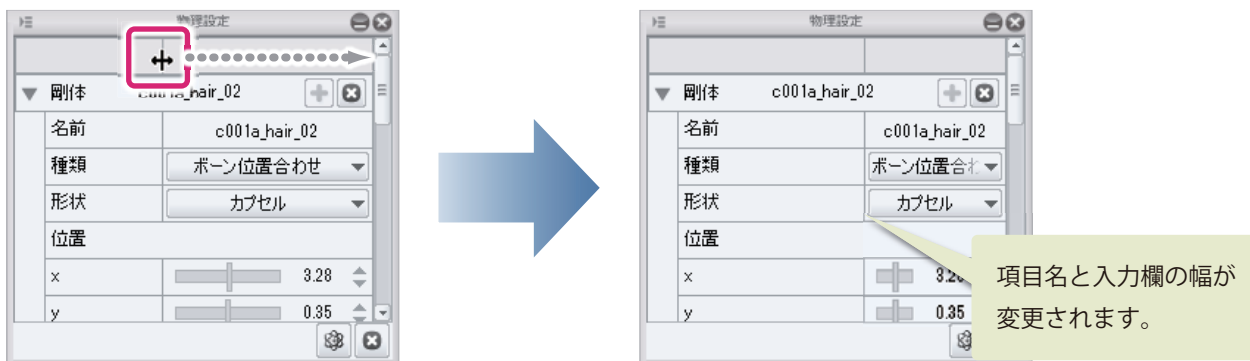 物理設定
剛体 c001a_hair_02
名前 c001a_hair_02
種類 ボーン位置合わせ
形状 カプセル
位置
x 3.28
y 0.35
物理設定
剛体 c001a_hair_02
名前 c001a_hair_02
種類 ボーン位置合わ
形状 カプセル
位置
x
y 0.35
項目名と入力欄の幅が
変更されます。